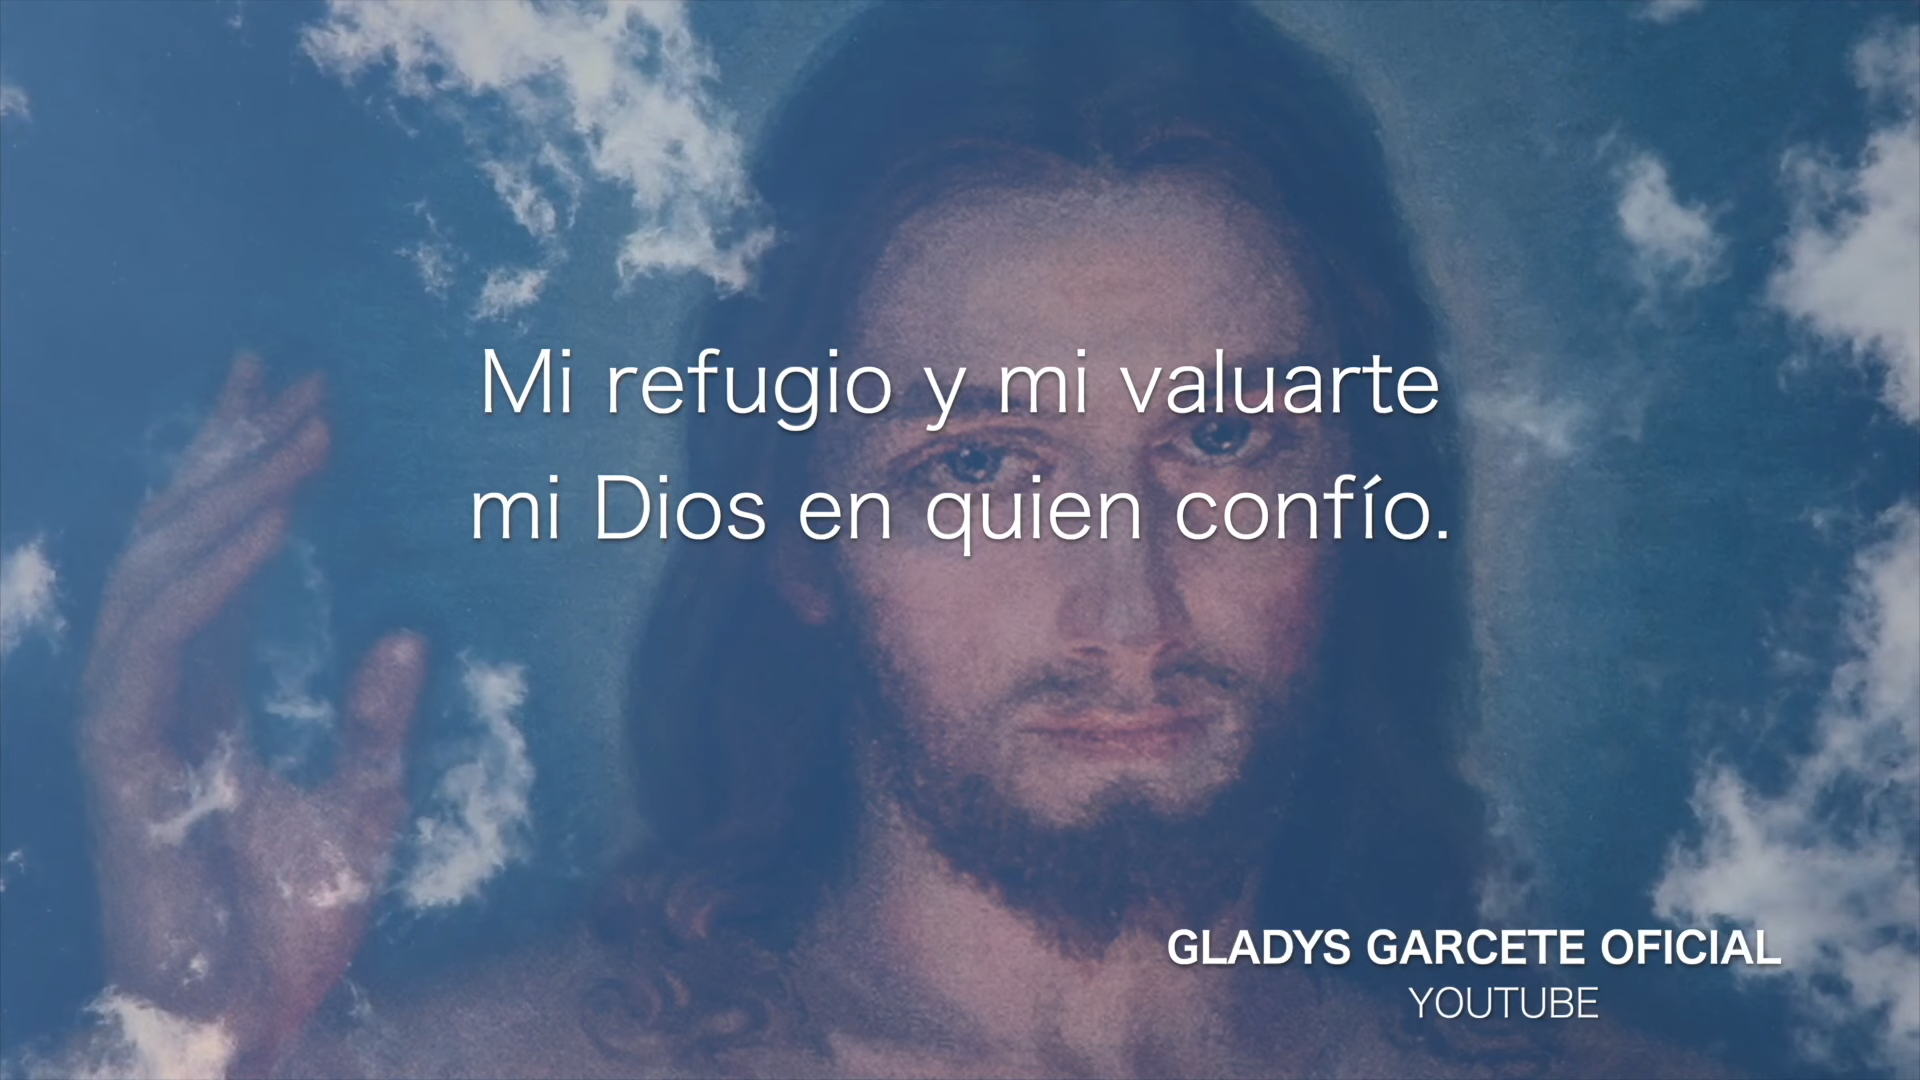 Mi refugio y mi valuarte
mi Dios en quien confío.
GLADYS GARCETE OFICIAL
YOUTUBE